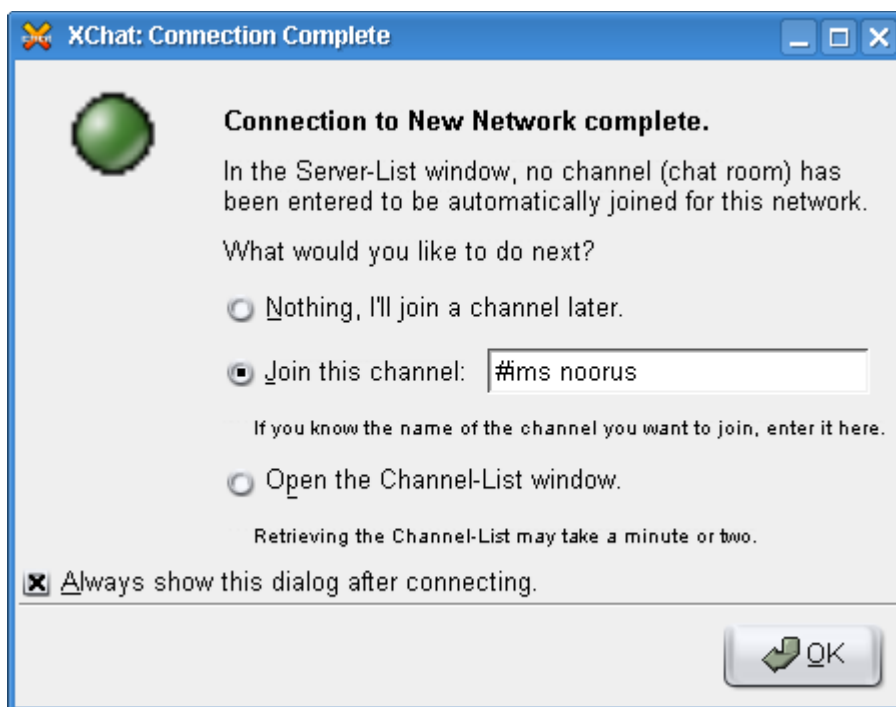 XChat: Connection Complete
Connection to New Network complete.
In the Server-List window, no channel (chat room) has
been entered to be automatically joined for this network.
What would you like to do next?
Nothing, I'll join a channel later.
Join this channel: #ims noorus
If you know the name of the channel you want to join, enter it here.
Open the Channel-List window.
Retrieving the Channel-List may take a minute or two.
Always show this dialog after connecting.
OK